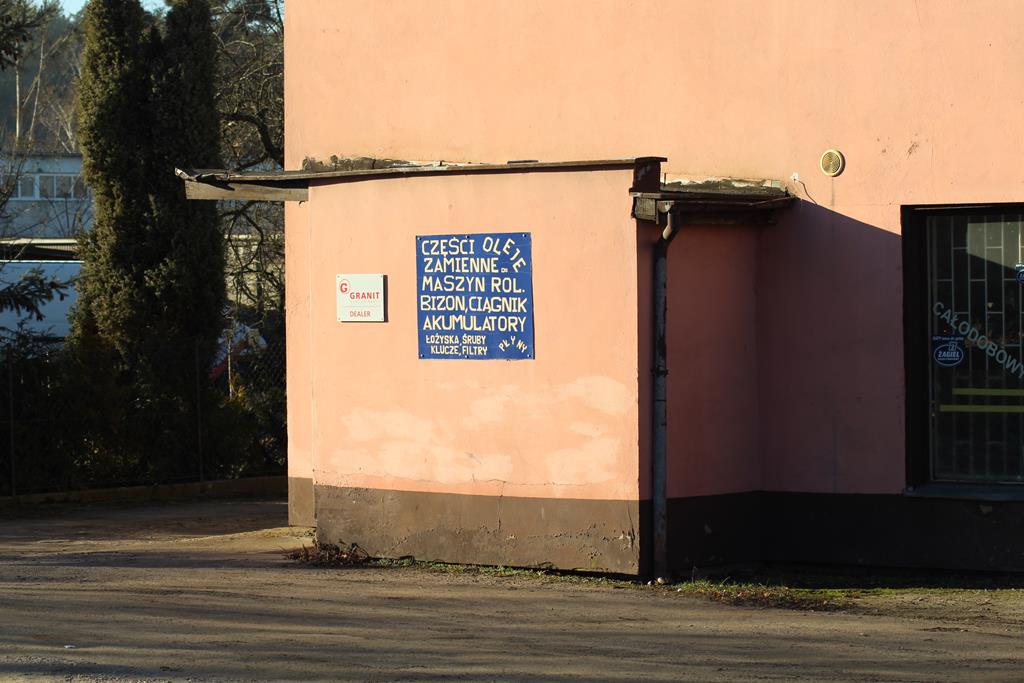 G GRANIT
DEALER
CZĘŚCI OLEJE
ZAMIENNE DO
MASZYN ROL.
BIZON, CIĄGNIK
AKUMULATORY
ŁOŻYSKA, ŚRUBY
KLUCZE, FILTRY PŁYNY
CAŁODOBOWY
ŻAGIEL